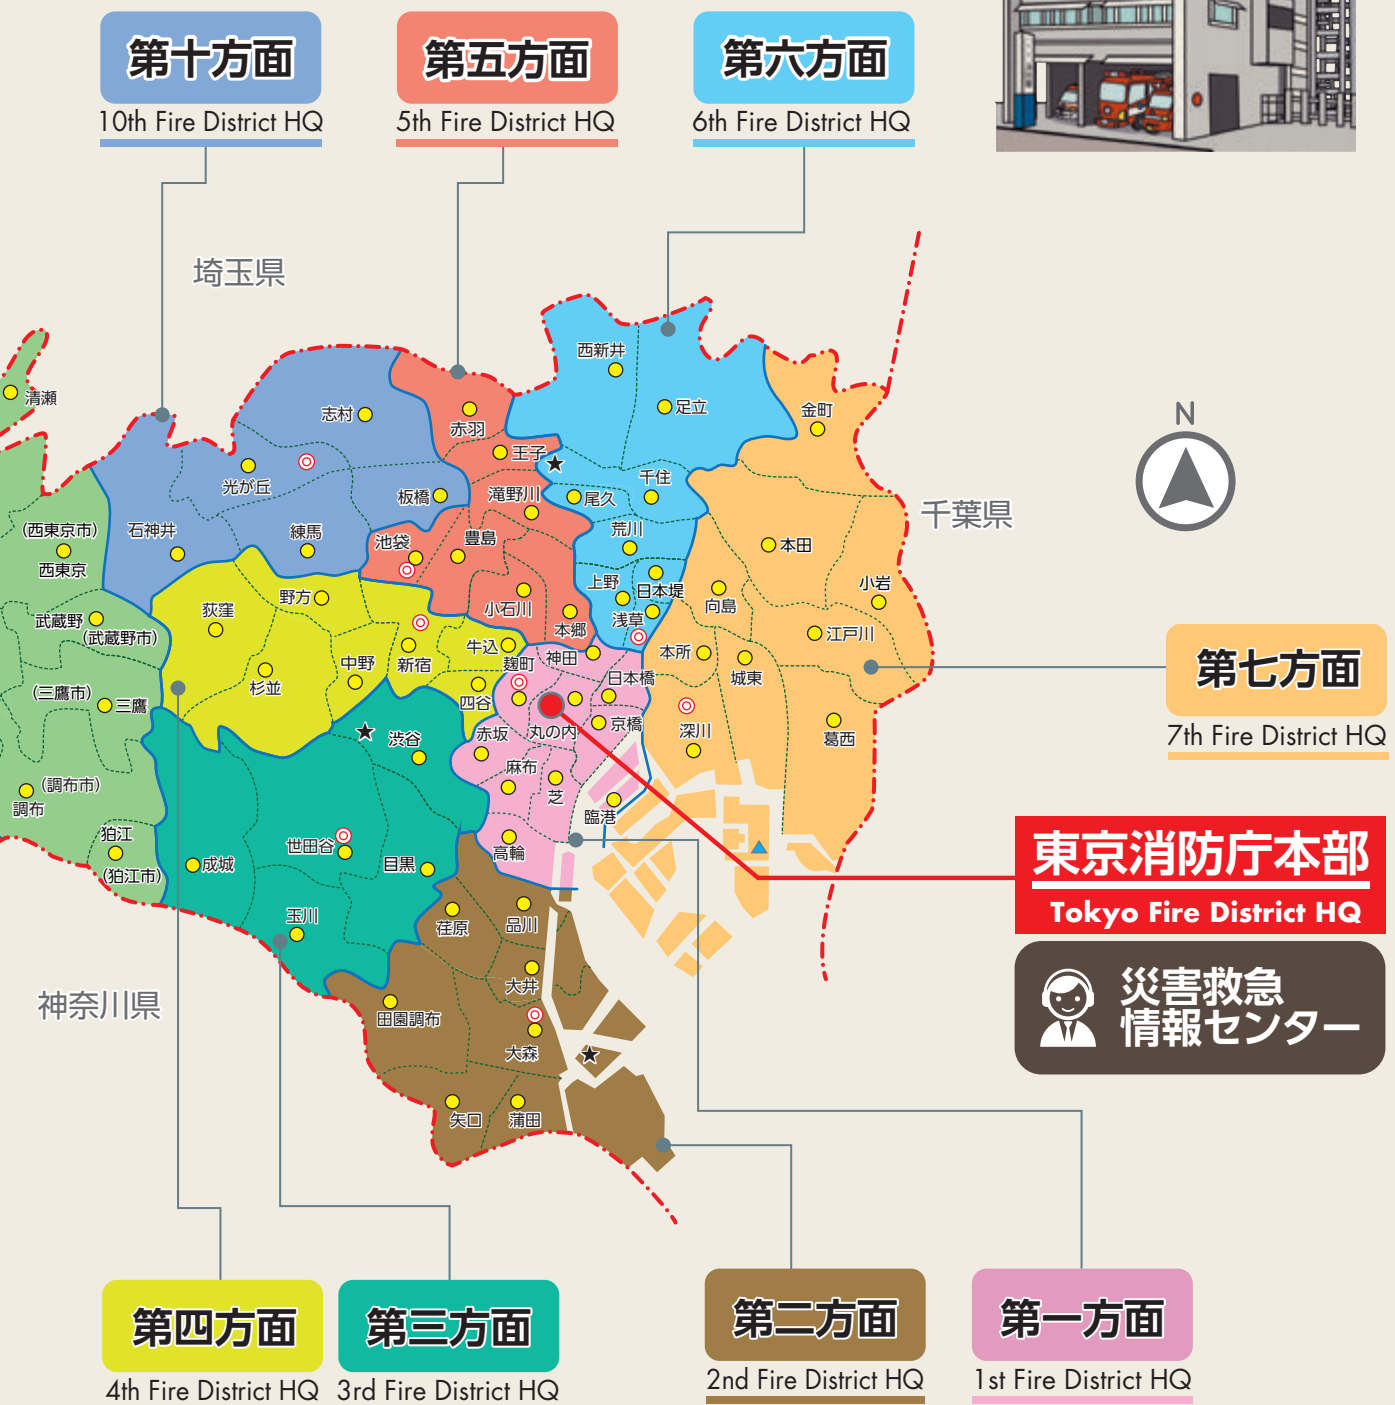 第十方面
10th Fire District HQ
第五方面
5th Fire District HQ
第六方面
6th Fire District HQ
埼玉県
清瀬
志村
赤羽
西新井
足立
金町
N
王子
千住
光が丘
板橋
滝野川
尾久
千葉県
荒川
(西東京市)
西東京
石神井
練馬
池袋
豊島
本田
上野
日本堤
向島
小岩
荻窪
野方
小石川
本郷
浅草
武蔵野
(武蔵野市)
江戸川
牛込
神田
本所
城東
中野
新宿
麹町
日本橋
杉並
四谷
(三鷹市)
三鷹
丸の内
京橋
深川
葛西
第七方面
7th Fire District HQ
赤坂
渋谷
麻布
芝
(調布市)
調布
臨港
狛江
(狛江市)
成城
世田谷
目黒
高輪
玉川
荏原
品川
東京消防庁本部
Tokyo Fire District HQ
災害救急
情報センター
神奈川県
大井
田園調布
大森
矢口
蒲田
第四方面
4th Fire District HQ
第三方面
3rd Fire District HQ
第二方面
2nd Fire District HQ
第一方面
1st Fire District HQ